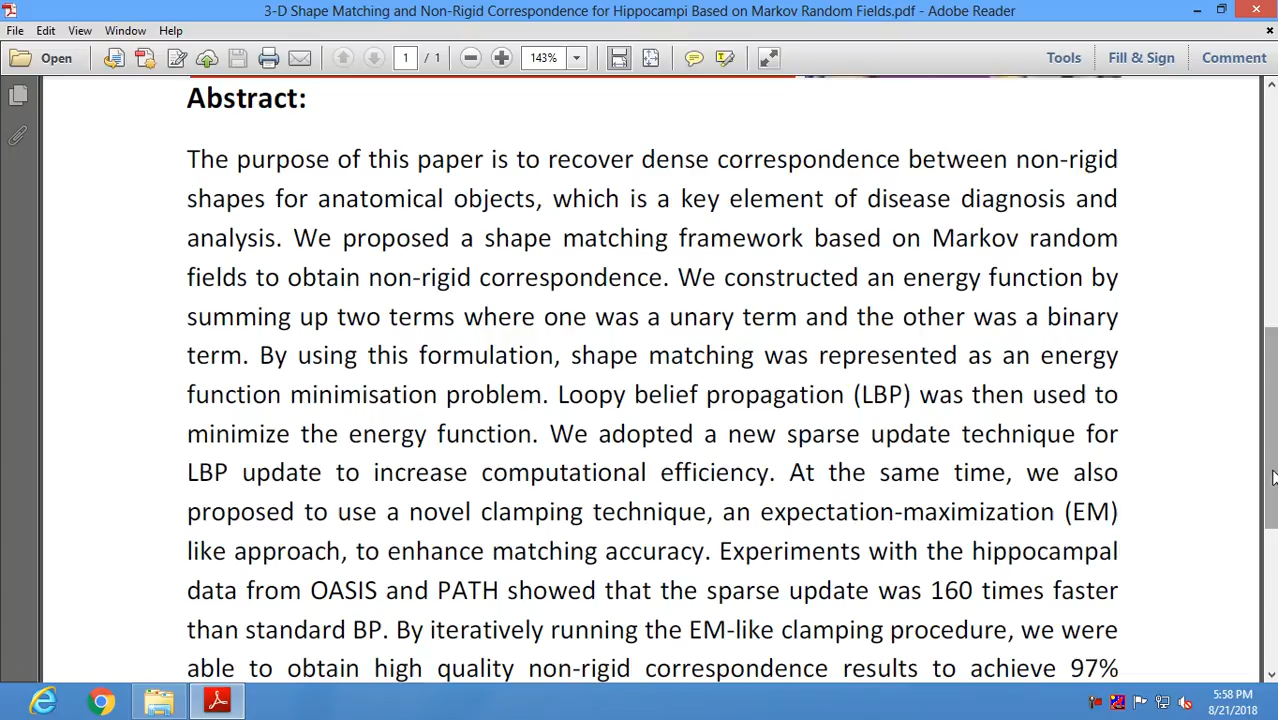 3-D Shape Matching and Non-Rigid Correspondence for Hippocampi Based on Markov Random Fields.pdf - Adobe Reader
File Edit View Window Help
Open 1 / 1 143% Tools Fill & Sign Comment
Abstract:
The purpose of this paper is to recover dense correspondence between non-rigid
shapes for anatomical objects, which is a key element of disease diagnosis and
analysis. We proposed a shape matching framework based on Markov random
fields to obtain non-rigid correspondence. We constructed an energy function by
summing up two terms where one was a unary term and the other was a binary
term. By using this formulation, shape matching was represented as an energy
function minimisation problem. Loopy belief propagation (LBP) was then used to
minimize the energy function. We adopted a new sparse update technique for
LBP update to increase computational efficiency. At the same time, we also
proposed to use a novel clamping technique, an expectation-maximization (EM)
like approach, to enhance matching accuracy. Experiments with the hippocampal
data from OASIS and PATH showed that the sparse update was 160 times faster
than standard BP. By iteratively running the EM-like clamping procedure, we were
able to obtain high quality non-rigid correspondence results to achieve 97%
5:58 PM
8/21/2018